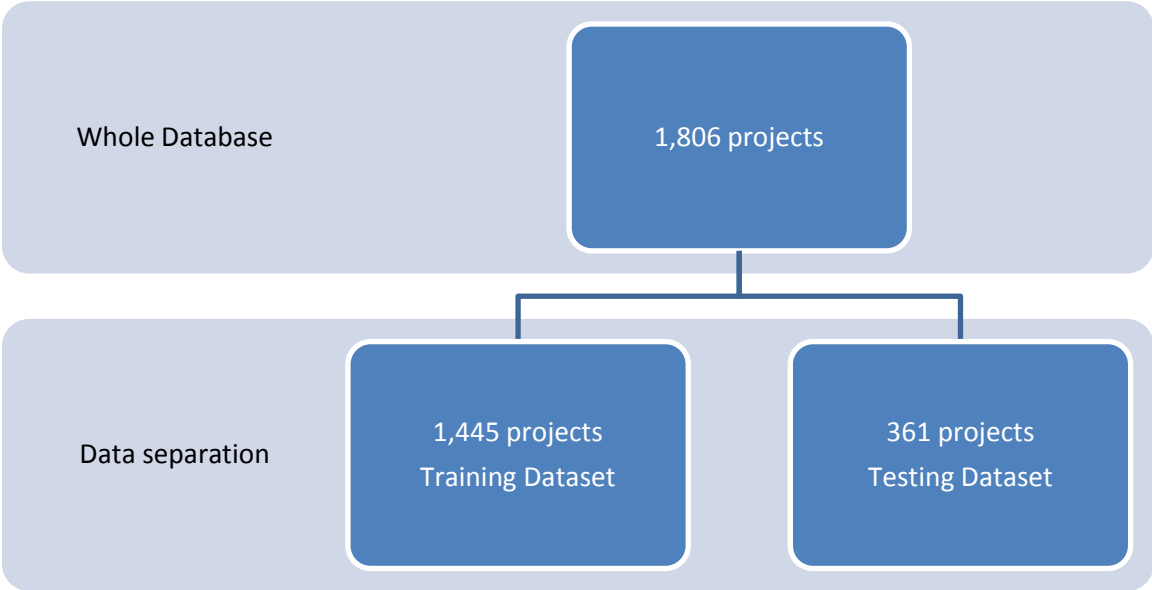 Whole Database
1,806 projects
Data separation
1,445 projects
Training Dataset
361 projects
Testing Dataset